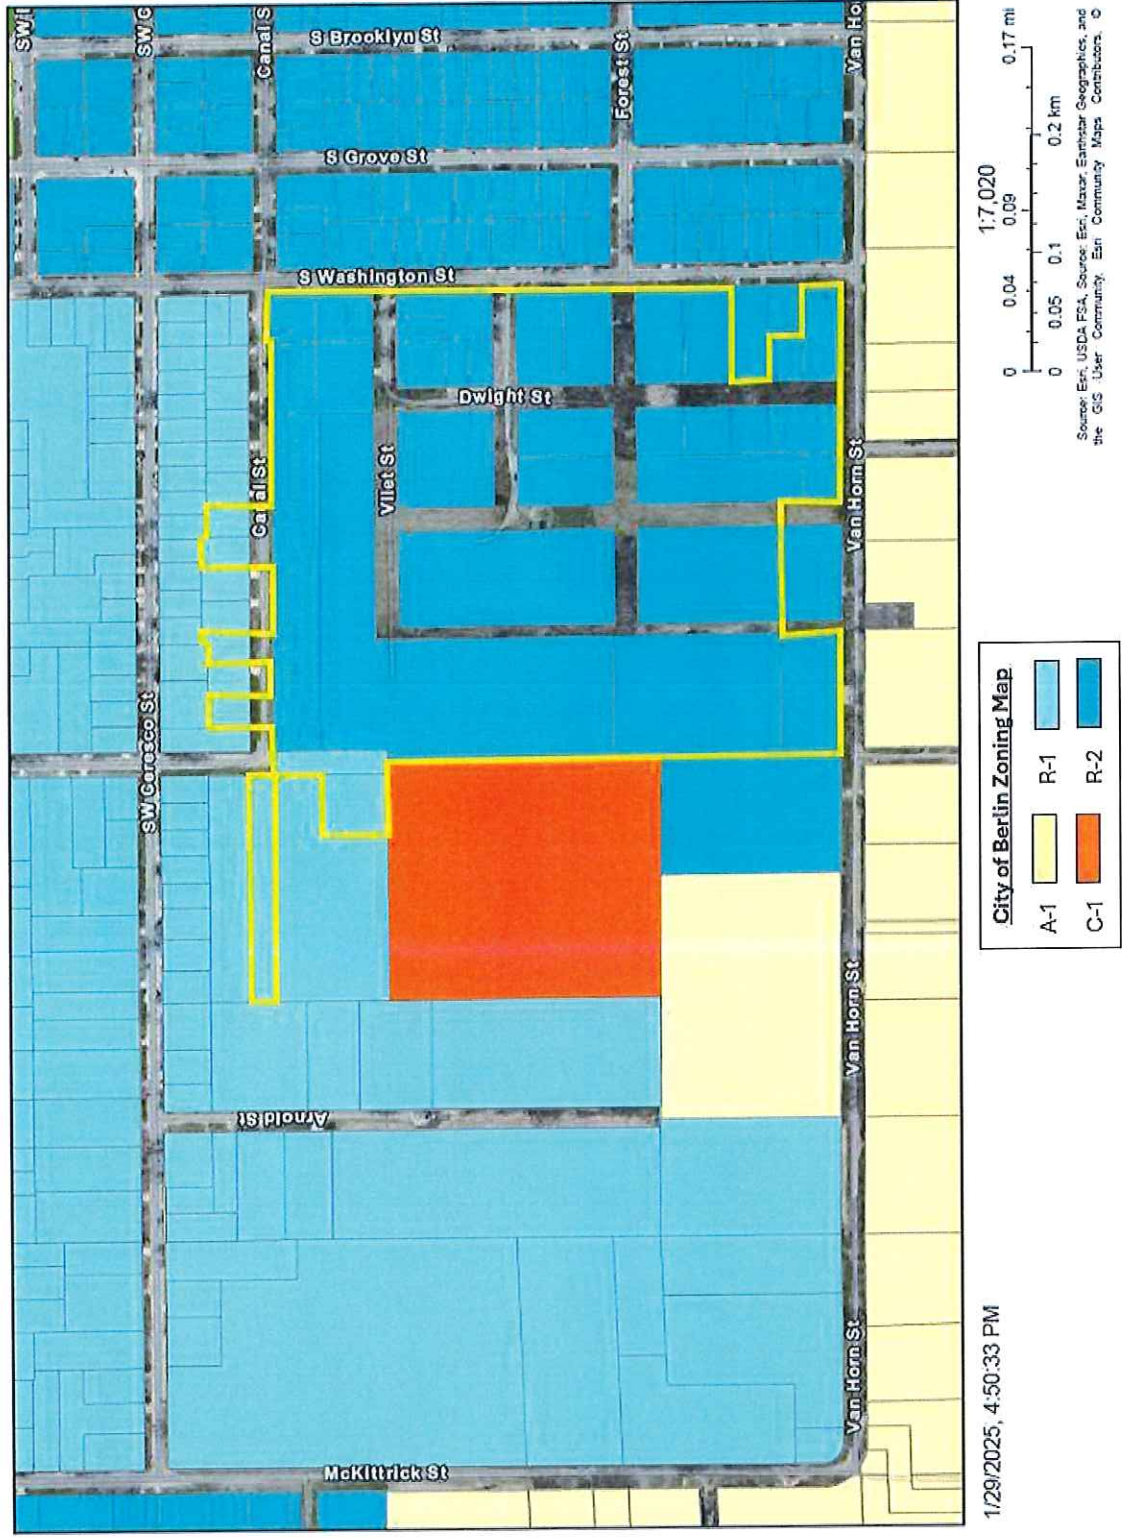 SW C
Canal S
SW Ceresco St
S Brooklyn St
S Grove St
S Washington St
Canal St
Arnold St
Vliet St
Dwight St
McKittrick St
Forest St
Van Horn St
Van Horn St
Van Horn St
Van Ho
1/29/2025, 4:50:33 PM
City of Berlin Zoning Map
A-1
R-1
C-1
R-2
1:7,020
0 0.04 0.09 0.17 mi
0 0.05 0.1 0.2 km
Source: Esri, USDA FSA, Source: Esri, Maxar, Earthstar Geographics, and
the GIS User Community, Esri Community Maps Contributors, ©